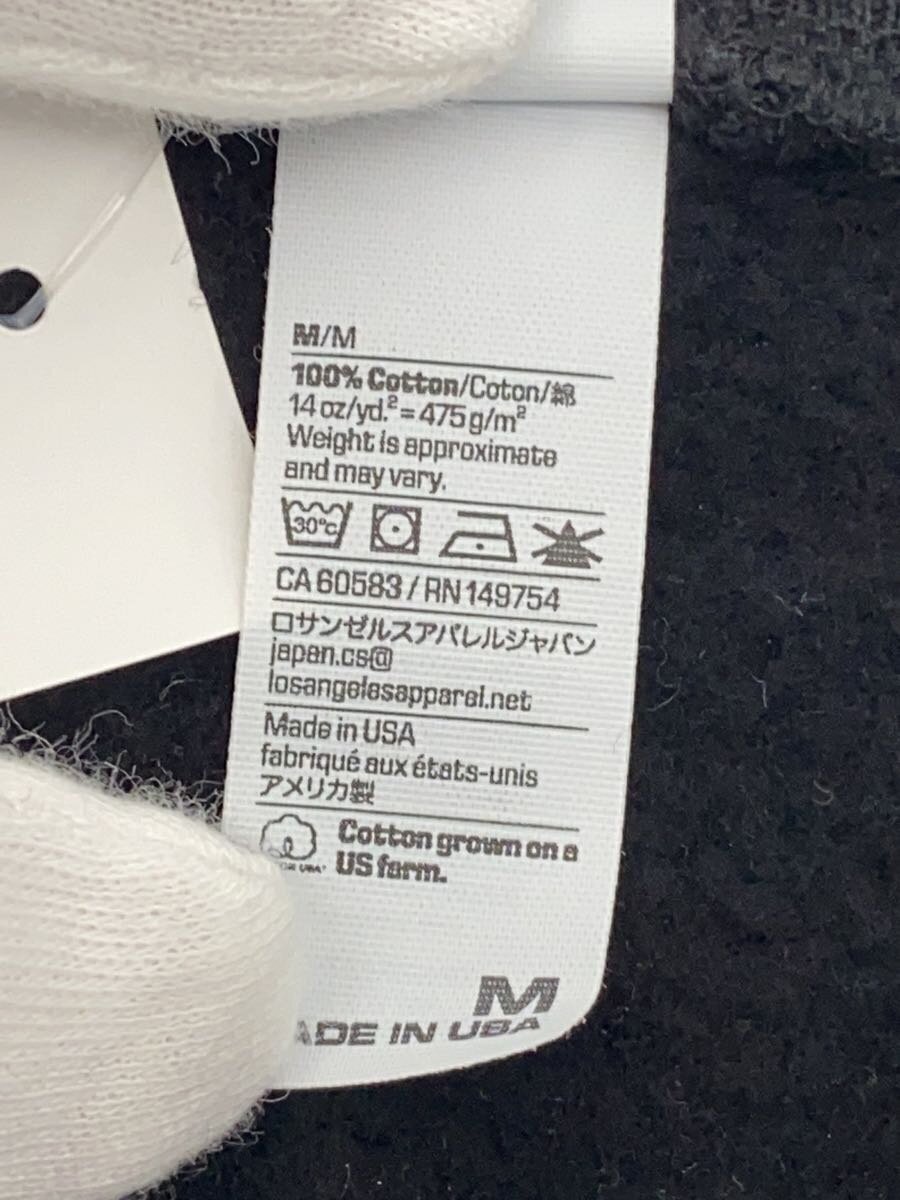 M/M
100% Cotton/Coton/綿
14 oz/yd.² = 475 g/m²
Weight is approximate
and may vary.
30°C
CA 60583 / RN 149754
ロサンゼルスアパレルジャパン
japan.cs@
losangelesapparel.net
Made in USA
fabriqué aux états-unis
アメリカ製
Cotton grown on a
US farm.
USA
M
ADE IN USA